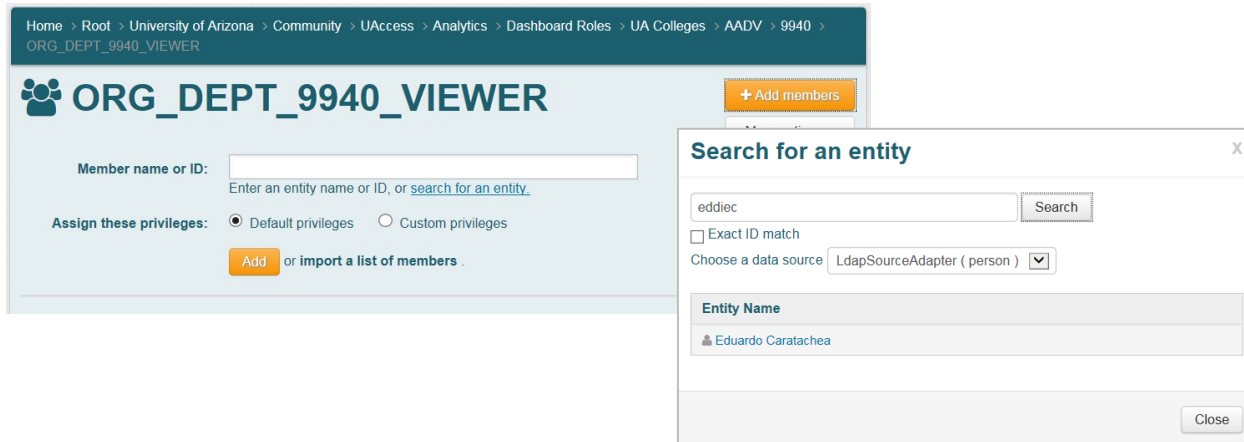 Home > Root > University of Arizona > Community > UAccess > Analytics > Dashboard Roles > UA Colleges > AADV > 9940 >
ORG_DEPT_9940_VIEWER
ORG_DEPT_9940_VIEWER
+ Add members
Member name or ID:
Enter an entity name or ID, or search for an entity.
Assign these privileges: Default privileges Custom privileges
Add or import a list of members .
Search for an entity X
eddiec Search
Exact ID match
Choose a data source LdapSourceAdapter ( person )
Entity Name
Eduardo Caratachea
Close